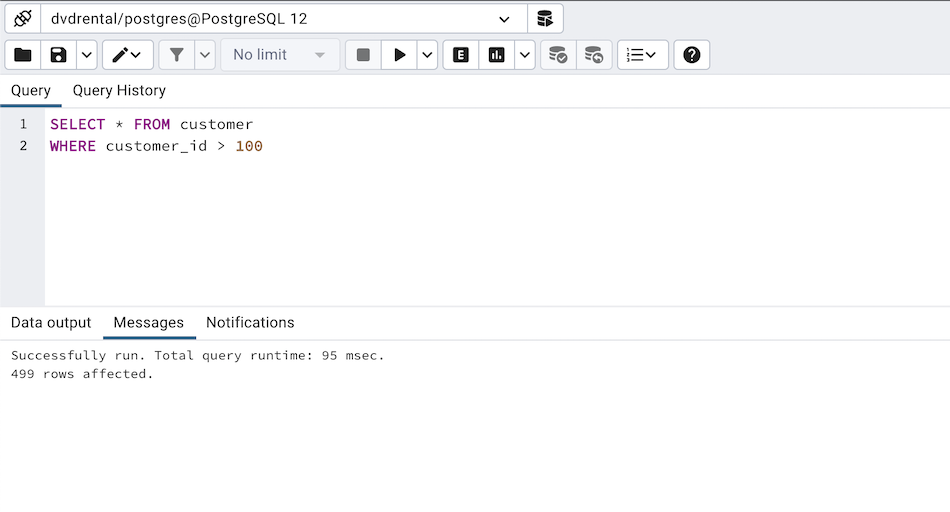 dvdrental/postgres@PostgreSQL 12
No limit
E
Query Query History
1 SELECT * FROM customer
2 WHERE customer_id > 100
Data output Messages Notifications
Successfully run. Total query runtime: 95 msec.
499 rows affected.